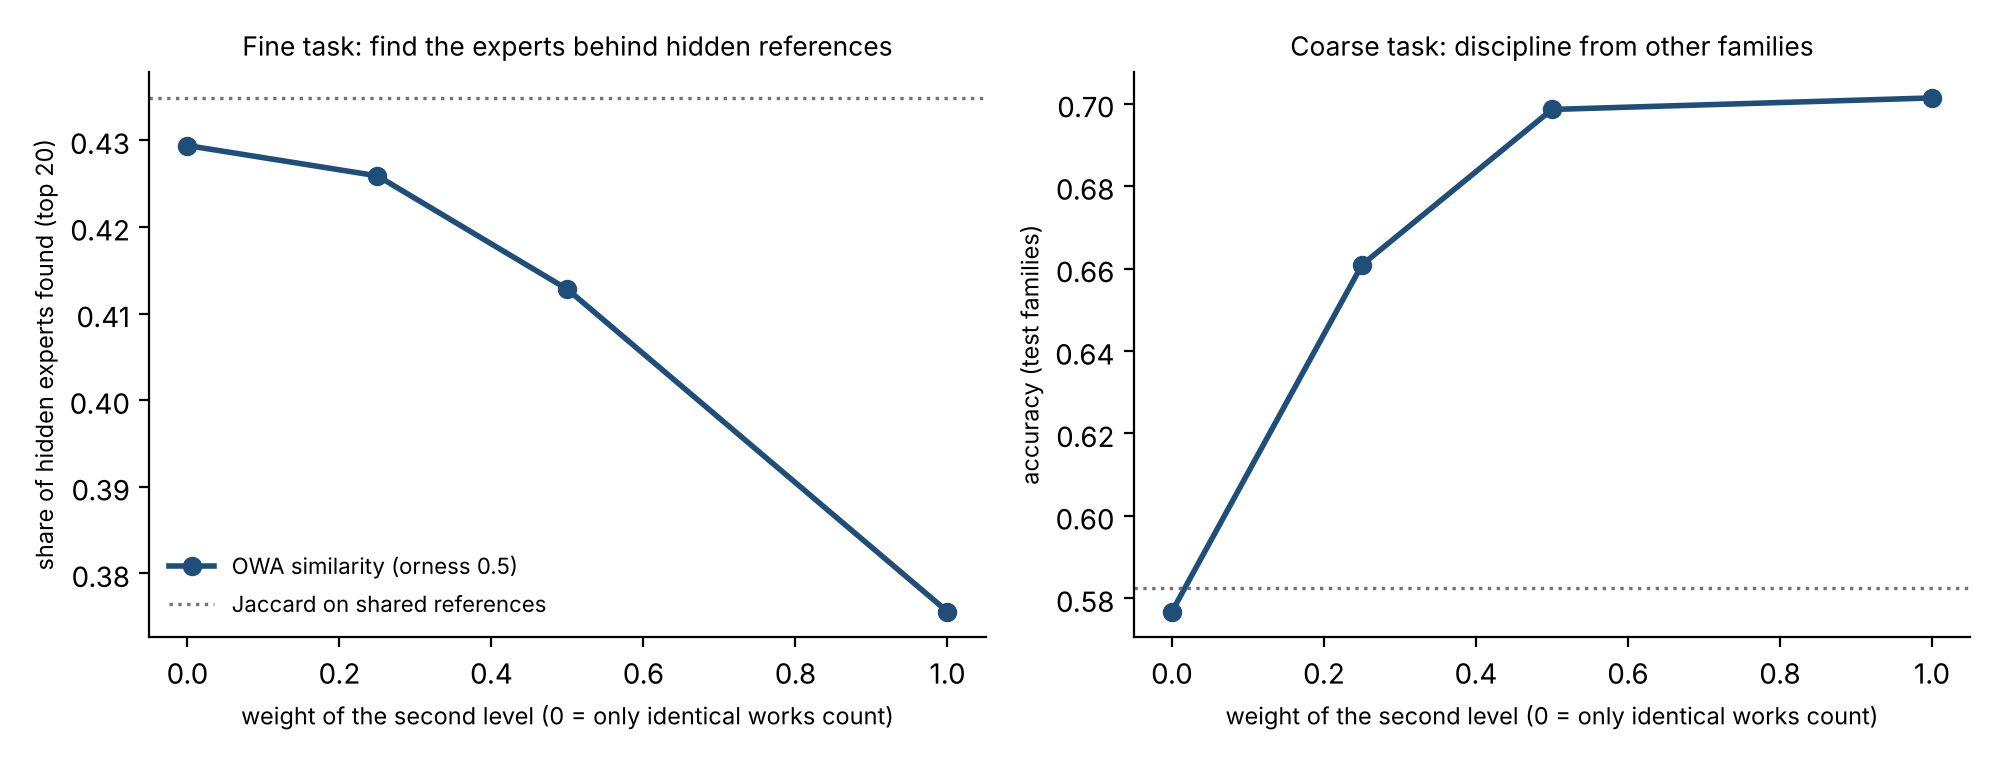 Fine task: find the experts behind hidden references
share of hidden experts found (top 20)
0.43
0.42
0.41
0.40
0.39
0.38
OWA similarity (orness 0.5)
Jaccard on shared references
0.0 0.2 0.4 0.6 0.8 1.0
weight of the second level (0 = only identical works count)
Coarse task: discipline from other families
accuracy (test families)
0.70
0.68
0.66
0.64
0.62
0.60
0.58
0.0 0.2 0.4 0.6 0.8 1.0
weight of the second level (0 = only identical works count)